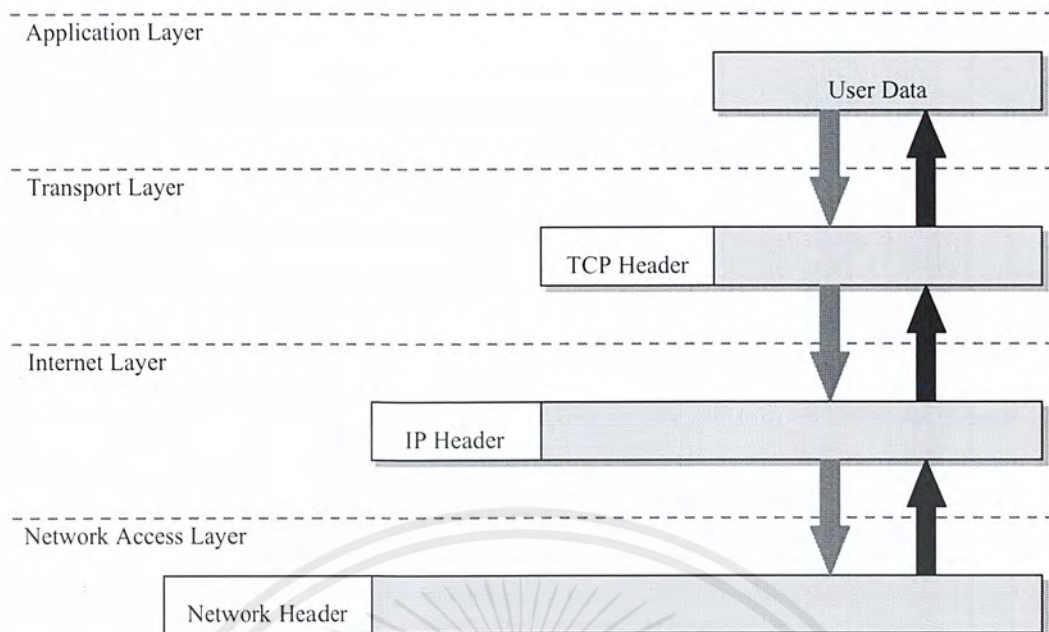 Application Layer
User Data
Transport Layer
TCP Header
Internet Layer
IP Header
Network Access Layer
Network Header